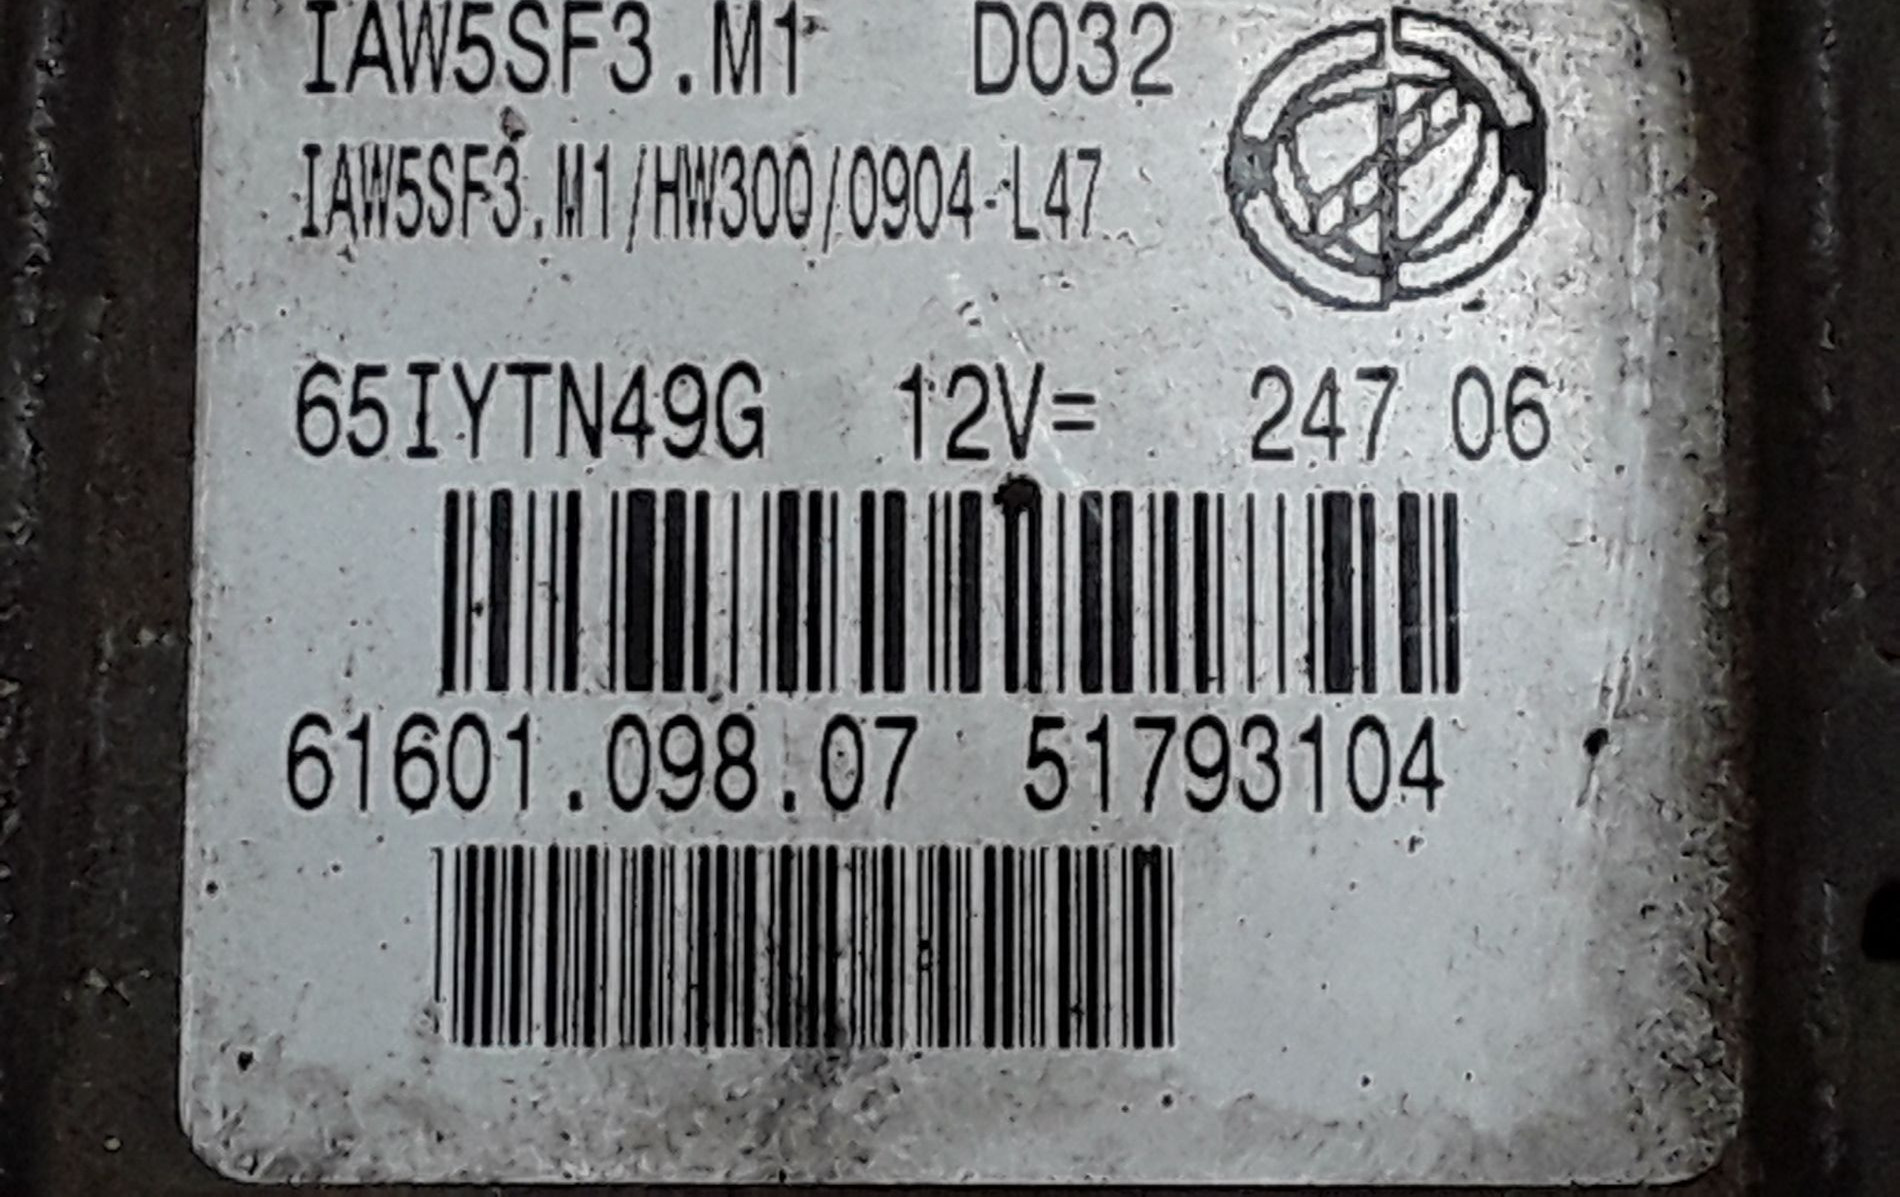 IAW5SF3.M1 D032
IAW5SF3.M1/HW300/0904-L47
65IYTN49G 12V= 247 06
61601.098.07 51793104